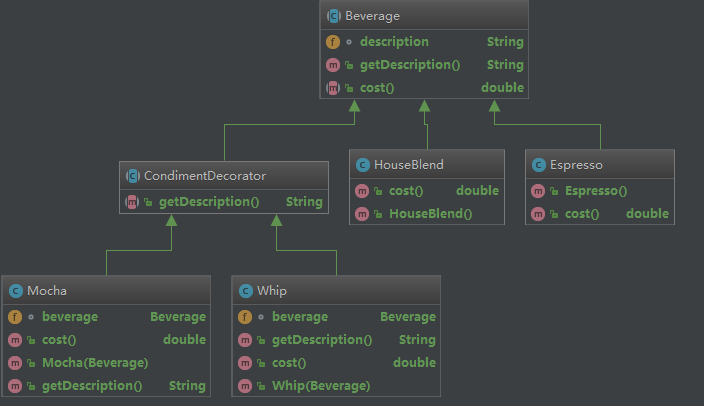 Beverage
description String
getDescription() String
cost() double
CondimentDecorator
getDescription() String
HouseBlend
cost() double
HouseBlend()
Espresso
Espresso()
cost() double
Mocha
beverage Beverage
cost() double
Mocha(Beverage)
getDescription() String
Whip
beverage Beverage
getDescription() String
cost() double
Whip(Beverage)